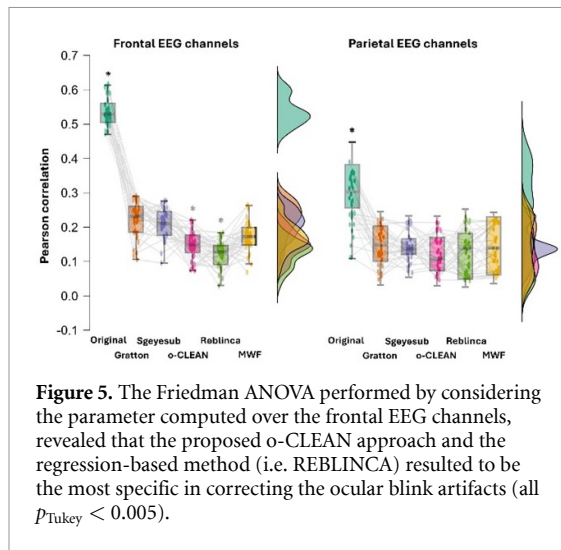 Frontal EEG channels
Parietal EEG channels
Pearson correlation
0.7
0.6
0.5
0.4
0.3
0.2
0.1
0.0
-0.1
*
*
*
*
Original Sgeyesub Reblinca
Gratton o-CLEAN MWF
Original Sgeyesub Reblinca
Gratton o-CLEAN MWF
Figure 5. The Friedman ANOVA performed by considering
the parameter computed over the frontal EEG channels,
revealed that the proposed o-CLEAN approach and the
regression-based method (i.e. REBLINCA) resulted to be
the most specific in correcting the ocular blink artifacts (all
pTukey < 0.005).